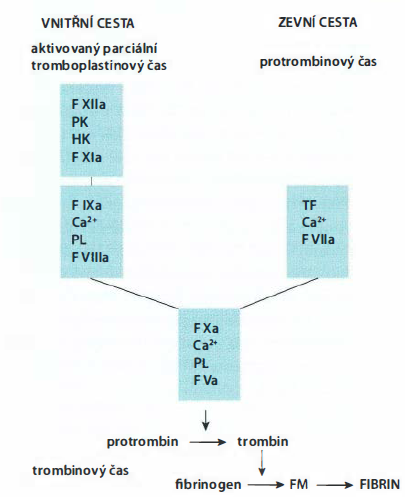 VNITŘNÍ CESTA
aktivovaný parciální
tromboplastinový čas
ZEVNÍ CESTA
protrombinový čas
F XIIa
PK
HK
F XIa
F IXa
Ca²⁺
PL
F VIIIa
TF
Ca²⁺
F VIIa
F Xa
Ca²⁺
PL
F Va
protrombin → trombin
trombinový čas
fibrinogen → FM → FIBRIN